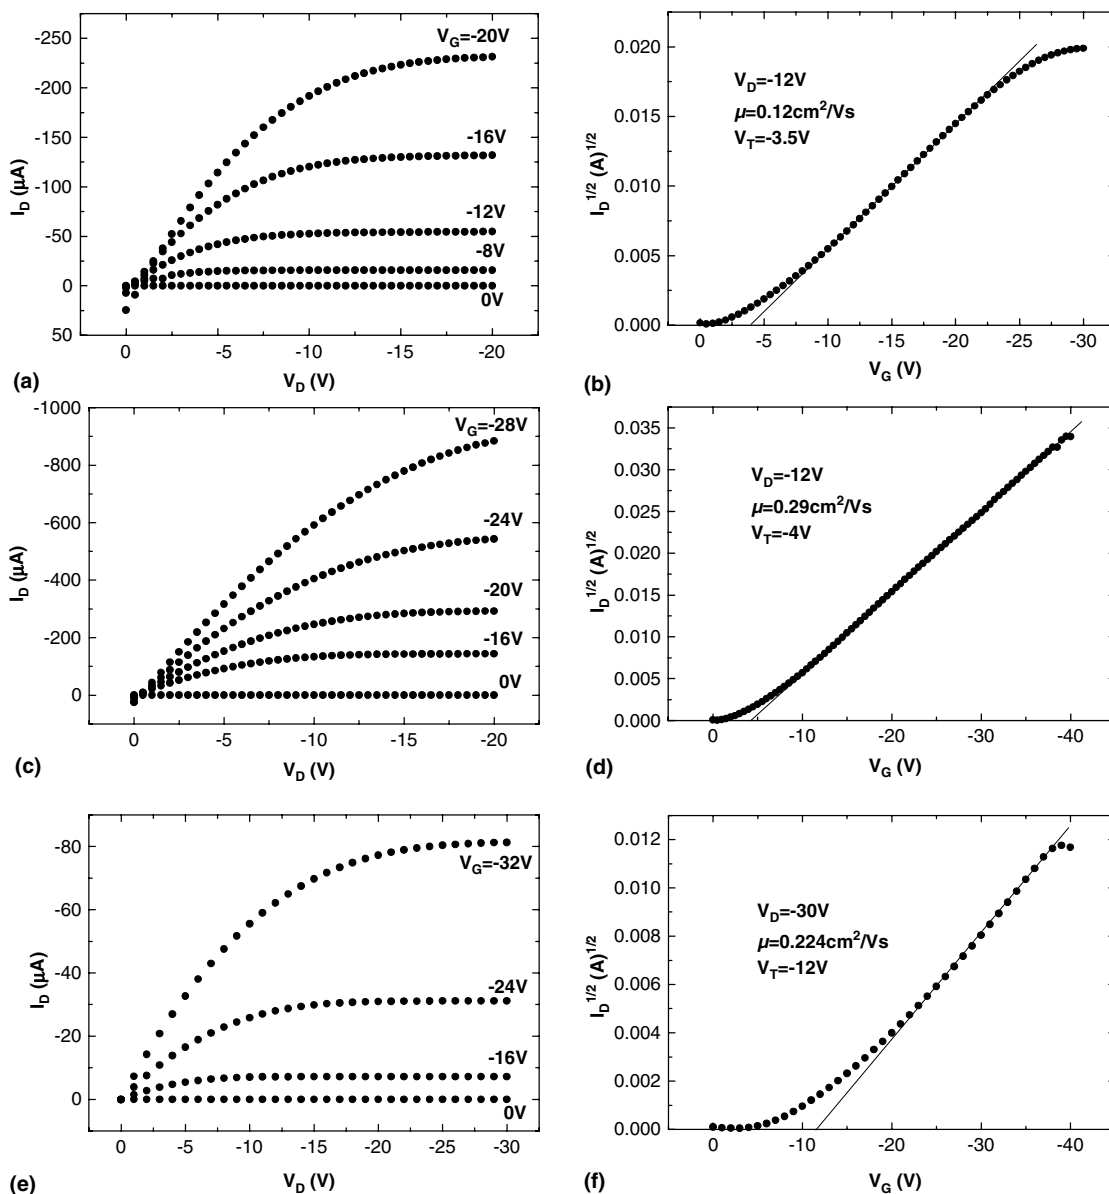 -250
-200
-150
-100
-50
0
50
I_D (μA)
V_G=-20V
-16V
-12V
-8V
0V
0 -5 -10 -15 -20
V_D (V)
(a)
0.020
0.015
0.010
0.005
0.000
I_D^1/2 (A)^1/2
V_D=-12V
μ=0.12cm^2/Vs
V_T=-3.5V
0 -5 -10 -15 -20 -25 -30
V_G (V)
(b)
-1000
-800
-600
-400
-200
0
I_D (μA)
V_G=-28V
-24V
-20V
-16V
0V
0 -5 -10 -15 -20
V_D (V)
(c)
0.035
0.030
0.025
0.020
0.015
0.010
0.005
0.000
I_D^1/2 (A)^1/2
V_D=-12V
μ=0.29cm^2/Vs
V_T=-4V
0 -10 -20 -30 -40
V_G (V)
(d)
-80
-60
-40
-20
0
I_D (μA)
V_G=-32V
-24V
-16V
0V
0 -5 -10 -15 -20 -25 -30
V_D (V)
(e)
0.012
0.010
0.008
0.006
0.004
0.002
0.000
I_D^1/2 (A)^1/2
V_D=-30V
μ=0.224cm^2/Vs
V_T=-12V
0 -10 -20 -30 -40
V_G (V)
(f)